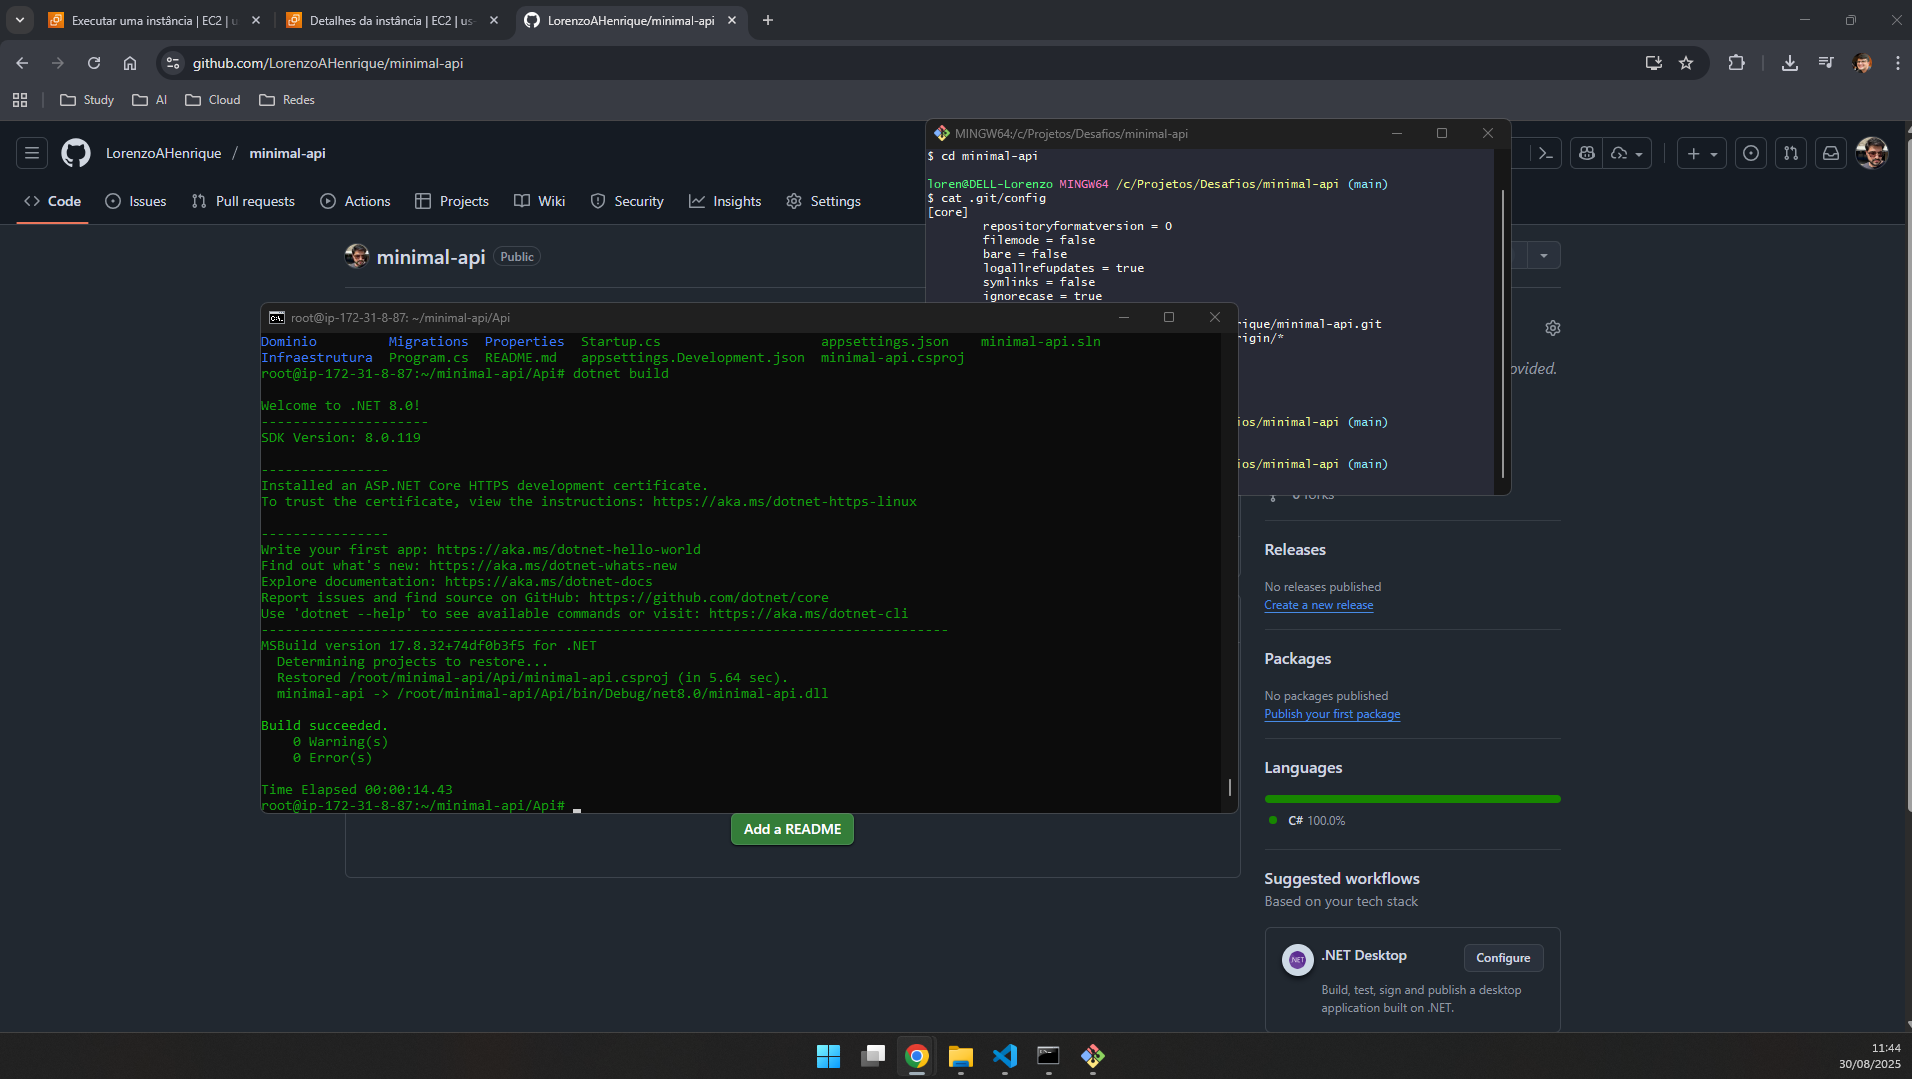 Executar uma instância | EC2 | u
Detalhes da instância | EC2 | us
LorenzoAHenrique/minimal-api
github.com/LorenzoAHenrique/minimal-api
Study
AI
Cloud
Redes
LorenzoAHenrique / minimal-api
Code
Issues
Pull requests
Actions
Projects
Wiki
Security
Insights
Settings
minimal-api
Public
MINGW64:/c/Projetos/Desafios/minimal-api
$ cd minimal-api
loren@DELL-Lorenzo MINGW64 /c/Projetos/Desafios/minimal-api (main)
$ cat .git/config
[core]
repositoryformatversion = 0
filemode = false
bare = false
logallrefupdates = true
symlinks = false
ignorecase = true
rique/minimal-api.git
rigin/*
ios/minimal-api (main)
ios/minimal-api (main)
root@ip-172-31-8-87: ~/minimal-api/Api
Dominio Migrations Properties Startup.cs appsettings.json minimal-api.sln
Infraestrutura Program.cs README.md appsettings.Development.json minimal-api.csproj
root@ip-172-31-8-87:~/minimal-api/Api# dotnet build
Welcome to .NET 8.0!
---------------------
SDK Version: 8.0.119
----------------
Installed an ASP.NET Core HTTPS development certificate.
To trust the certificate, view the instructions: https://aka.ms/dotnet-https-linux
----------------
Write your first app: https://aka.ms/dotnet-hello-world
Find out what's new: https://aka.ms/dotnet-whats-new
Explore documentation: https://aka.ms/dotnet-docs
Report issues and find source on GitHub: https://github.com/dotnet/core
Use 'dotnet --help' to see available commands or visit: https://aka.ms/dotnet-cli
--------------------------------------------------------------------------------------
MSBuild version 17.8.32+74df0b3f5 for .NET
Determining projects to restore...
Restored /root/minimal-api/Api/minimal-api.csproj (in 5.64 sec).
minimal-api -> /root/minimal-api/Api/bin/Debug/net8.0/minimal-api.dll
Build succeeded.
0 Warning(s)
0 Error(s)
Time Elapsed 00:00:14.43
root@ip-172-31-8-87:~/minimal-api/Api#
Add a README
ovided.
0 forks
Releases
No releases published
Create a new release
Packages
No packages published
Publish your first package
Languages
C# 100.0%
Suggested workflows
Based on your tech stack
.NET
.NET Desktop
Configure
Build, test, sign and publish a desktop
application built on .NET.
11:44
30/08/2025